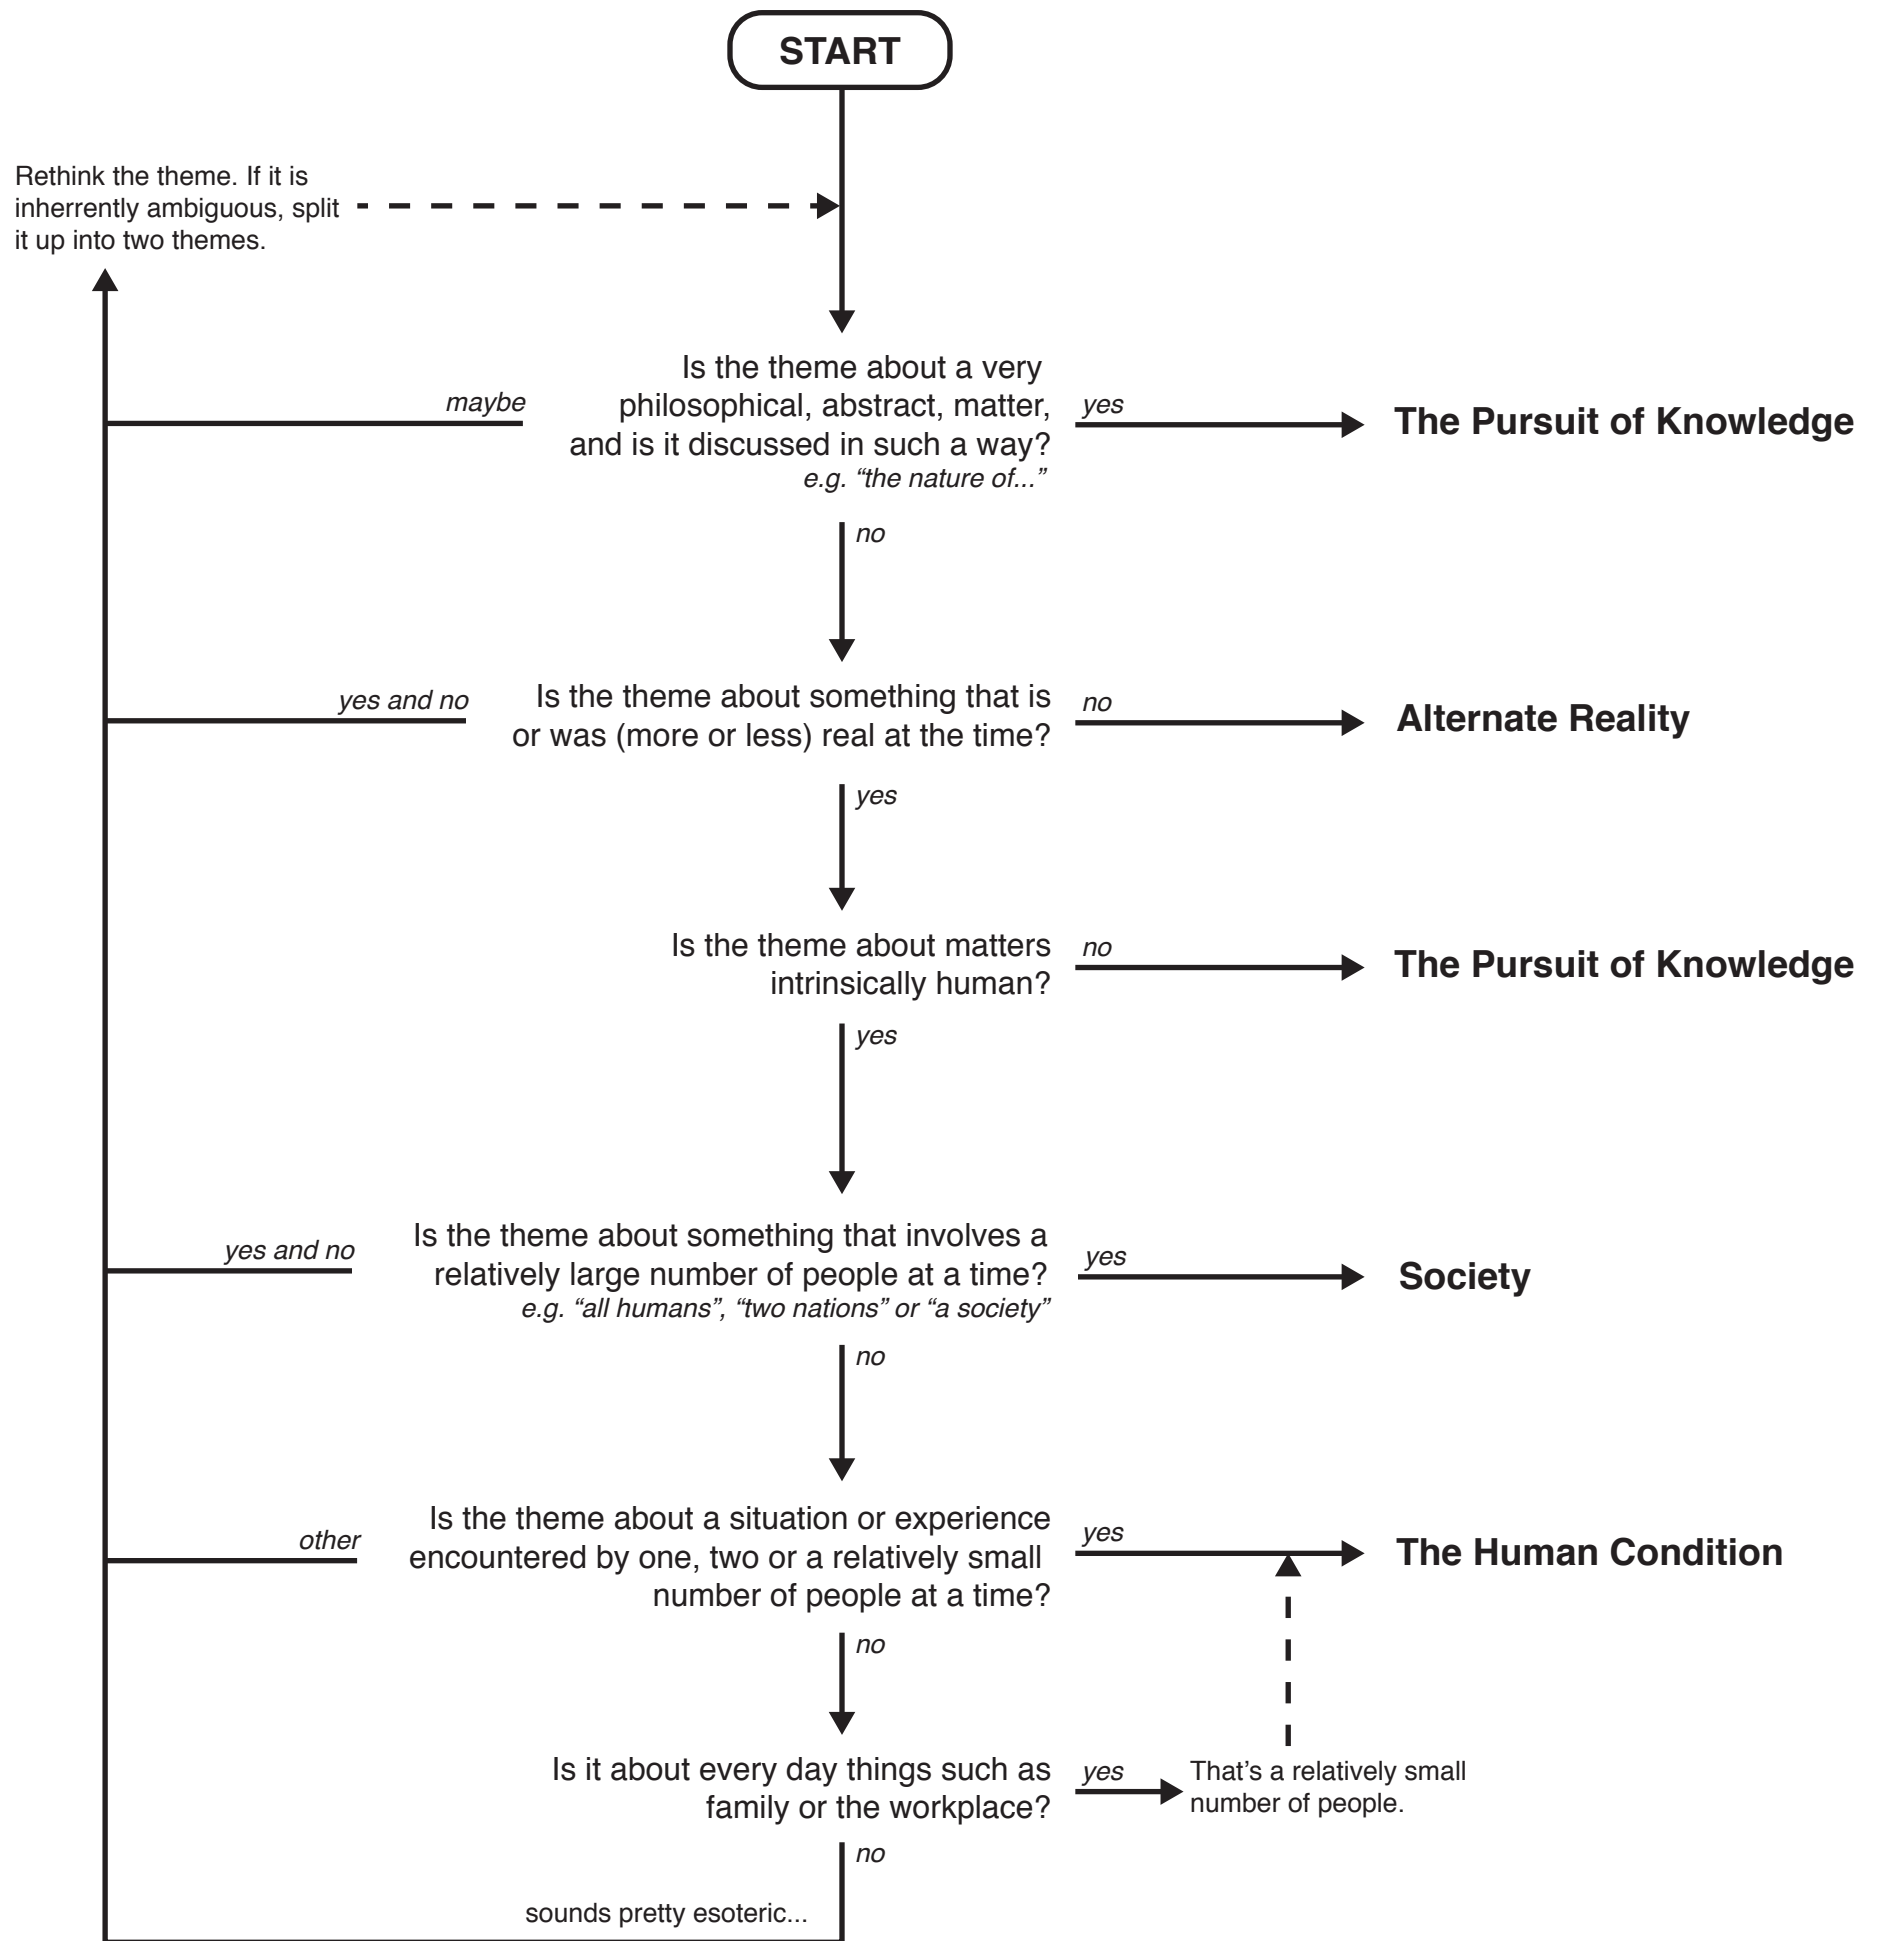 START
Rethink the theme. If it is
inherrently ambiguous, split
it up into two themes.
Is the theme about a very
philosophical, abstract, matter,
and is it discussed in such a way?
e.g. “the nature of...”
maybe
yes
The Pursuit of Knowledge
no
Is the theme about something that is
or was (more or less) real at the time?
yes and no
no
Alternate Reality
yes
Is the theme about matters
intrinsically human?
no
The Pursuit of Knowledge
yes
Is the theme about something that involves a
relatively large number of people at a time?
e.g. “all humans”, “two nations” or “a society”
yes and no
yes
Society
no
Is the theme about a situation or experience
encountered by one, two or a relatively small
number of people at a time?
other
yes
The Human Condition
no
Is it about every day things such as
family or the workplace?
yes
That’s a relatively small
number of people.
no
sounds pretty esoteric...